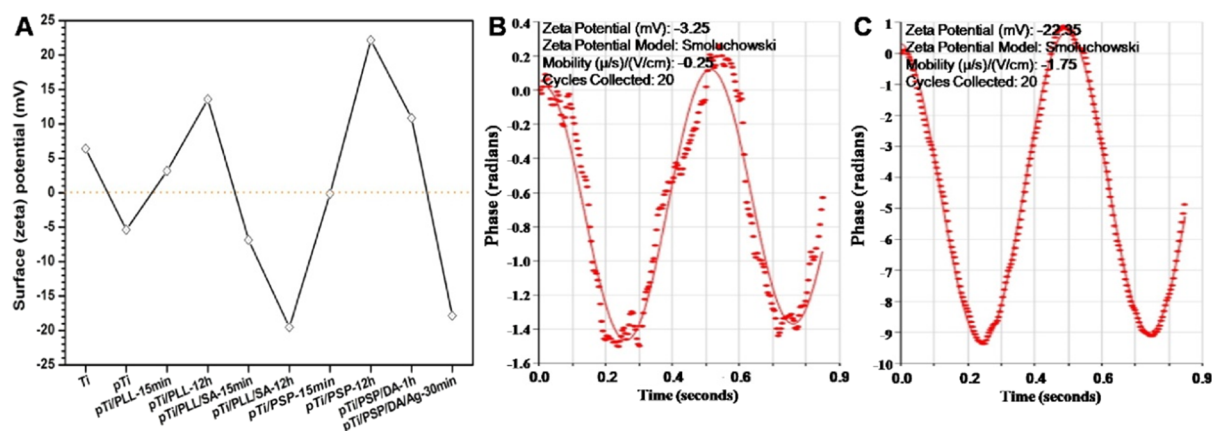 A
Surface (zeta) potential (mV)
25
20
15
10
5
0
-5
-10
-15
-20
-25
Ti
pTi
pTi/PLL-15min
pTi/PLL-12h
pTi/PLL/SA-15min
pTi/PLL/SA-12h
pTi/PSP-15min
pTi/PSP-12h
pTi/PSP/DA-1h
pTi/PSP/DA/Ag-30min
B
Zeta Potential (mV): -3.25
Zeta Potential Model: Smoluchowski
Mobility (µ/s)/(V/cm): -0.25
Cycles Collected: 20
Phase (radians)
0.4
0.2
0.0
-0.2
-0.4
-0.6
-0.8
-1.0
-1.2
-1.4
-1.6
0.0
0.2
0.4
0.6
0.8
Time (seconds)
C
Zeta Potential (mV): -22.35
Zeta Potential Model: Smoluchowski
Mobility (µ/s)/(V/cm): -1.75
Cycles Collected: 20
Phase (radians)
1
0
-1
-2
-3
-4
-5
-6
-7
-8
-9
-10
0.0
0.3
0.6
0.9
Time (seconds)